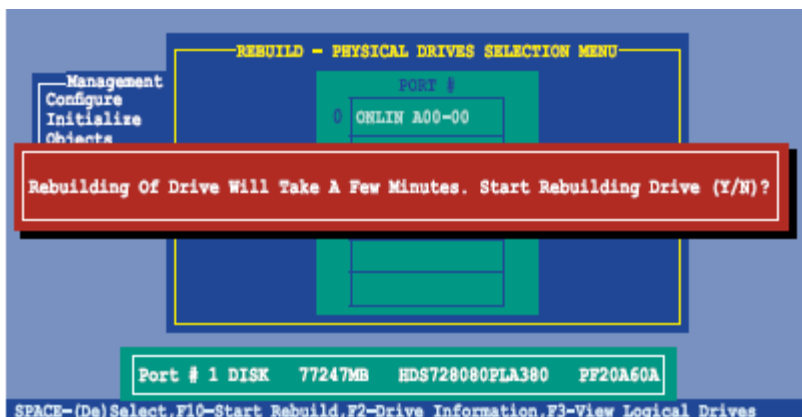 REBUILD - PHYSICAL DRIVES SELECTION MENU
Management
PORT #
Configure
Initialize
0 ONLIN A00-00
Objects
Rebuilding Of Drive Will Take A Few Minutes. Start Rebuilding Drive (Y/N)?
Port # 1 DISK 77247MB HDS728080PLA380 PF20A60A
SPACE-(De)Select,F10-Start Rebuild,F2-Drive Information,F3-View Logical Drives